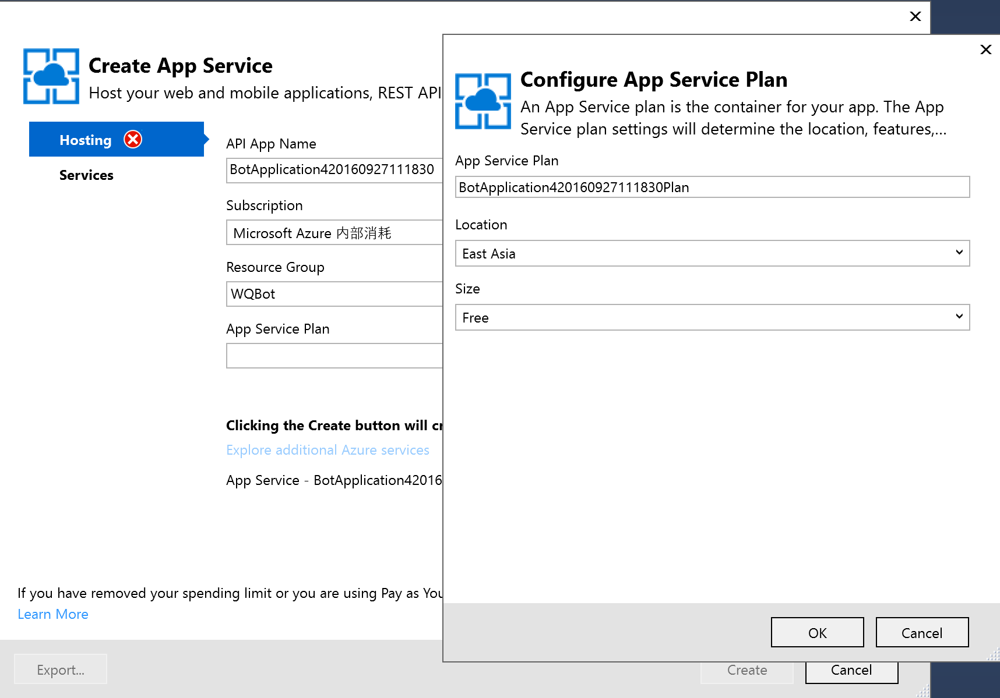 Create App Service
Host your web and mobile applications, REST API
Hosting
Services
API App Name
BotApplication420160927111830
Subscription
Microsoft Azure 内部消耗
Resource Group
WQBot
App Service Plan
Clicking the Create button will cr
Explore additional Azure services
App Service - BotApplication42016
If you have removed your spending limit or you are using Pay as You
Learn More
Export...
Create
Cancel
Configure App Service Plan
An App Service plan is the container for your app. The App
Service plan settings will determine the location, features,...
App Service Plan
BotApplication420160927111830Plan
Location
East Asia
Size
Free
OK
Cancel